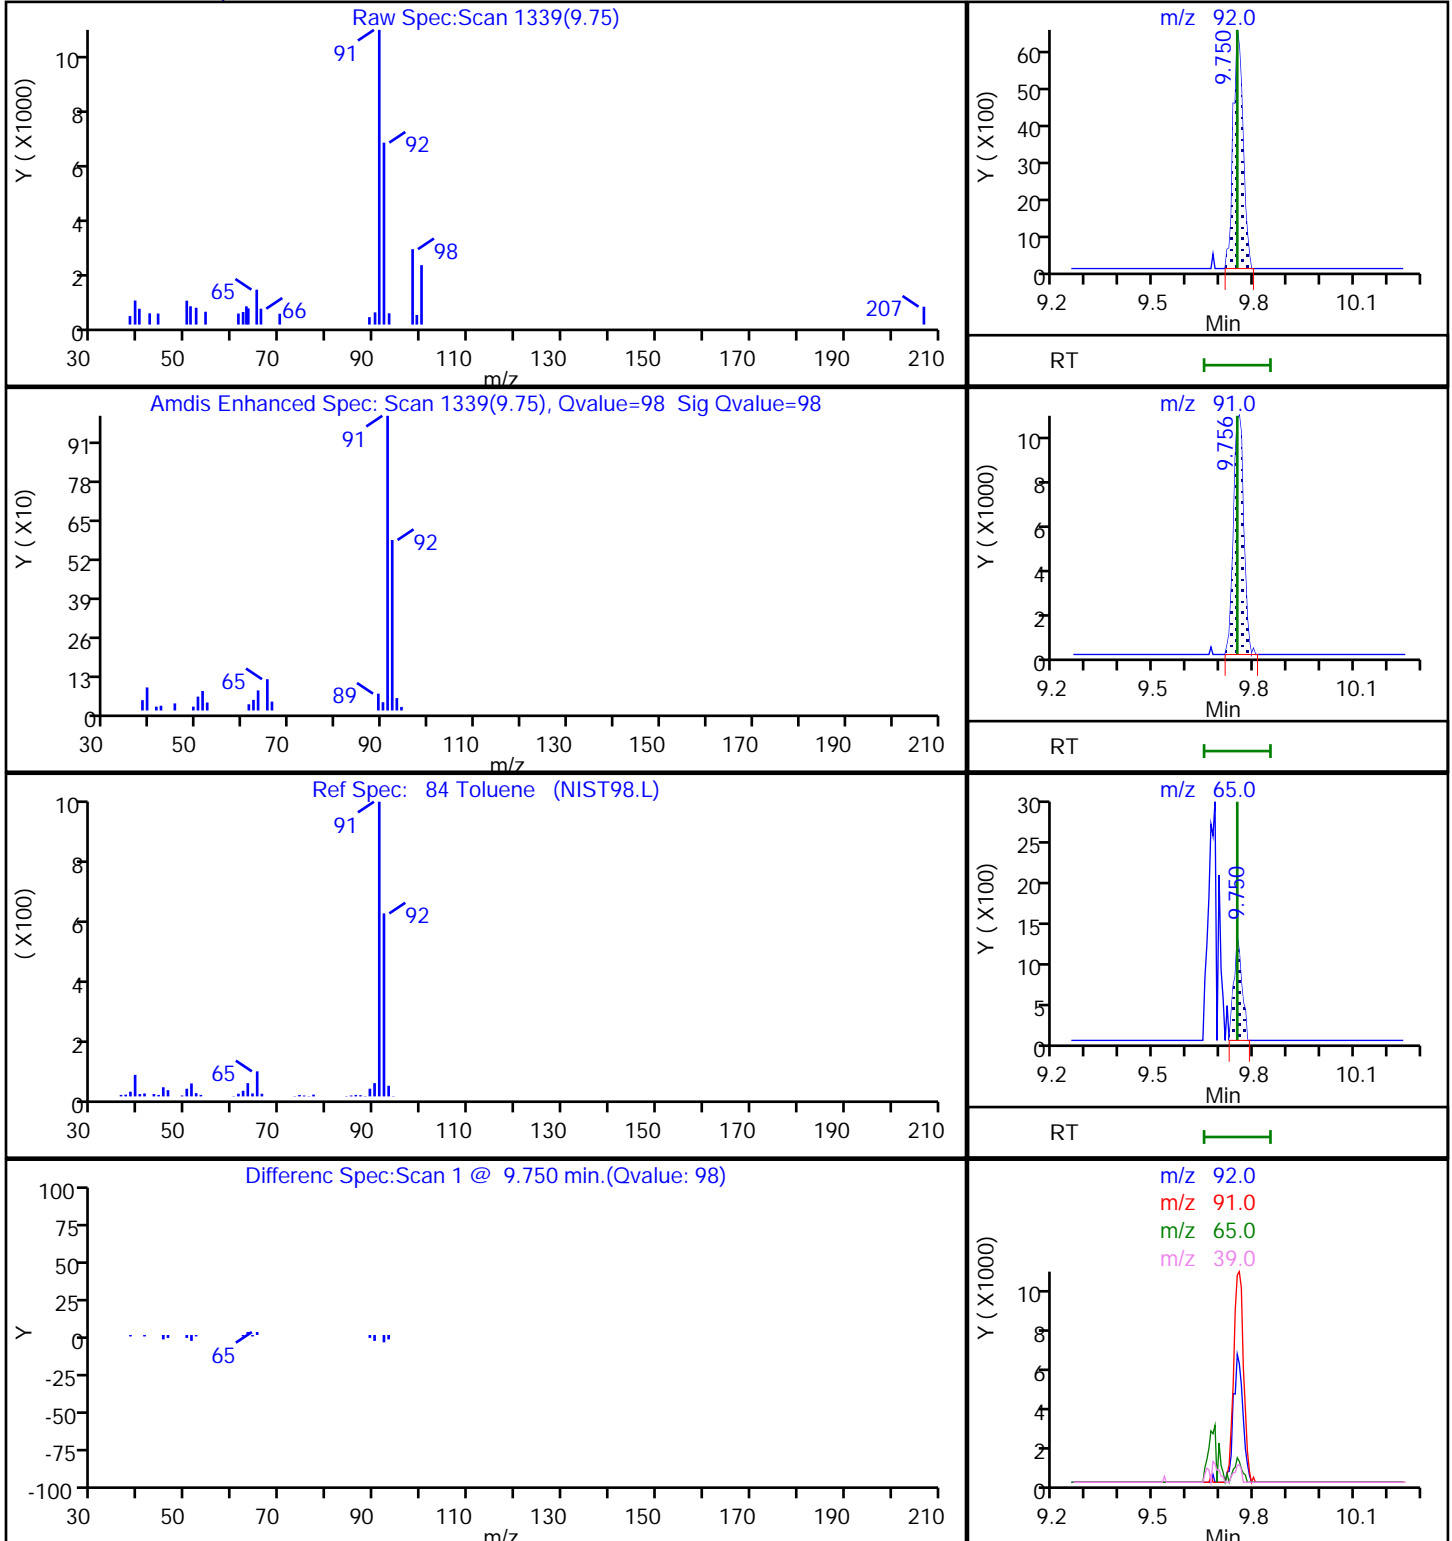 Raw Spec:Scan 1339(9.75)
Y ( X1000)
10
8
6
4
2
0
91
92
98
65
66
207
30 50 70 90 110 130 150 170 190 210
m/z
m/z 92.0
Y ( X100)
60
50
40
30
20
10
0
9.750
9.2 9.5 9.8 10.1
Min
RT
Amdis Enhanced Spec: Scan 1339(9.75), Qvalue=98 Sig Qvalue=98
Y ( X10)
91
78
65
52
39
26
13
0
91
92
65
89
30 50 70 90 110 130 150 170 190 210
m/z
m/z 91.0
Y ( X1000)
10
8
6
4
2
0
9.756
9.2 9.5 9.8 10.1
Min
RT
Ref Spec: 84 Toluene (NIST98.L)
( X100)
10
8
6
4
2
0
91
92
65
30 50 70 90 110 130 150 170 190 210
m/z 65.0
Y ( X100)
30
25
20
15
10
5
0
9.750
9.2 9.5 9.8 10.1
Min
RT
Differenc Spec:Scan 1 @ 9.750 min.(Qvalue: 98)
Y
100
75
50
25
0
-25
-50
-75
-100
65
30 50 70 90 110 130 150 170 190 210
m/z
m/z 92.0
m/z 91.0
m/z 65.0
m/z 39.0
Y ( X1000)
10
8
6
4
2
0
9.2 9.5 9.8 10.1
Min